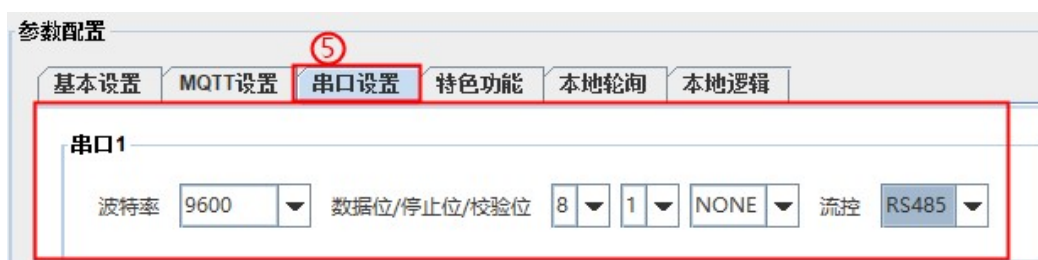 参数配置
⑤
基本设置 MQTT设置 串口设置 特色功能 本地轮询 本地逻辑
串口1
波特率 9600 数据位/停止位/校验位 8 1 NONE 流控 RS485